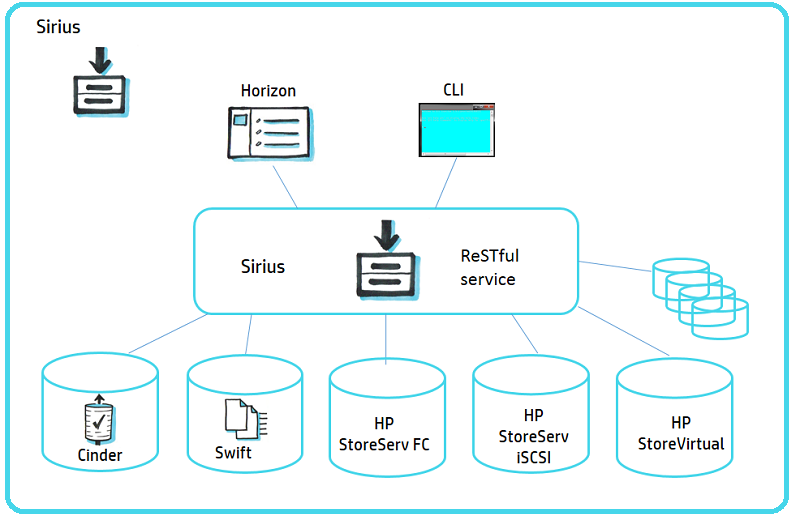 Sirius
Horizon
CLI
Sirius
ReSTful
service
Cinder
Swift
HP
StoreServ FC
HP
StoreServ
iSCSI
HP
StoreVirtual